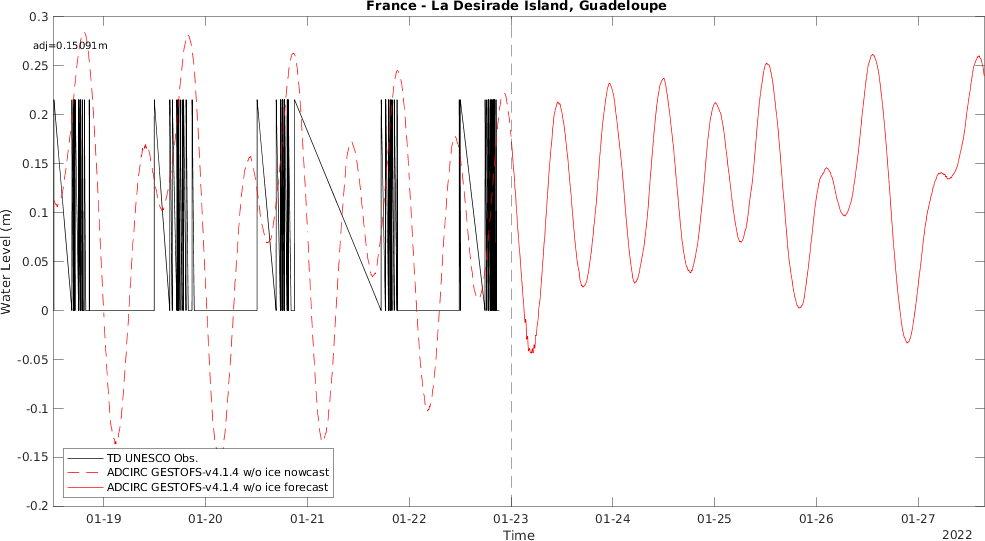 France - La Desirade Island, Guadeloupe
adj=0.15091m
0.3
0.25
0.2
0.15
0.1
0.05
0
-0.05
-0.1
-0.15
-0.2
Water Level (m)
TD UNESCO Obs.
ADCIRC GESTOFS-v4.1.4 w/o ice nowcast
ADCIRC GESTOFS-v4.1.4 w/o ice forecast
01-19 01-20 01-21 01-22 01-23 01-24 01-25 01-26 01-27
Time
2022